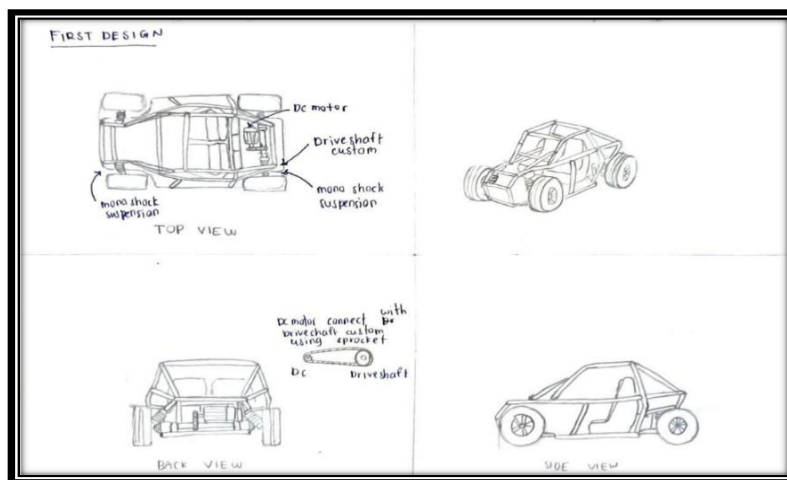 FIRST DESIGN
DC motor
Driveshaft
custom
mono shock
suspension
mono shock
suspension
TOP VIEW
DC motor connect with
Driveshaft custom
using sprocket
DC Driveshaft
BACK VIEW
SIDE VIEW